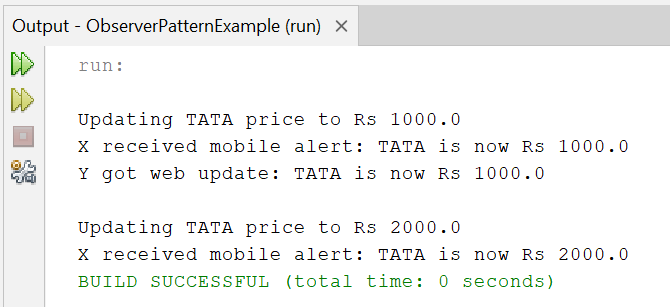 Output - ObserverPatternExample (run)
run:
Updating TATA price to Rs 1000.0
X received mobile alert: TATA is now Rs 1000.0
Y got web update: TATA is now Rs 1000.0
Updating TATA price to Rs 2000.0
X received mobile alert: TATA is now Rs 2000.0
BUILD SUCCESSFUL (total time: 0 seconds)